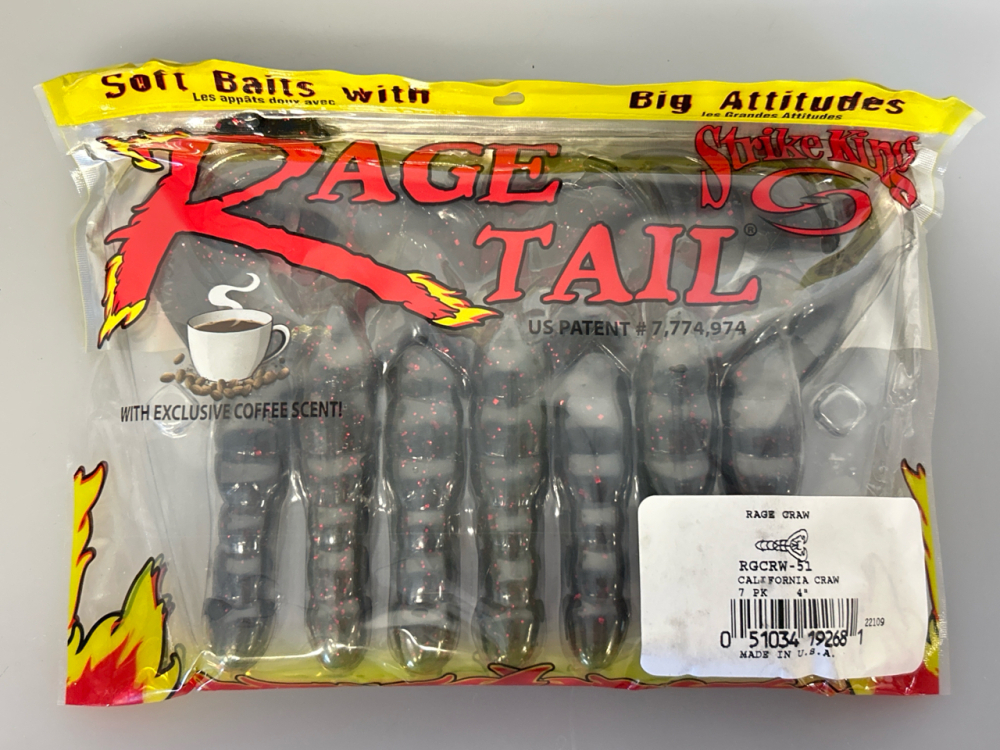 Soft Baits with Big Attitudes
Les appâts doux avec les Grandes Attitudes
RAGE
TAIL®
Strike King
US PATENT # 7,774,974
WITH EXCLUSIVE COFFEE SCENT!
RAGE CRAW
RGCRW-51
CALIFORNIA CRAW
7 PK 4"
22109
0 51034 19268 1
MADE IN U.S.A.